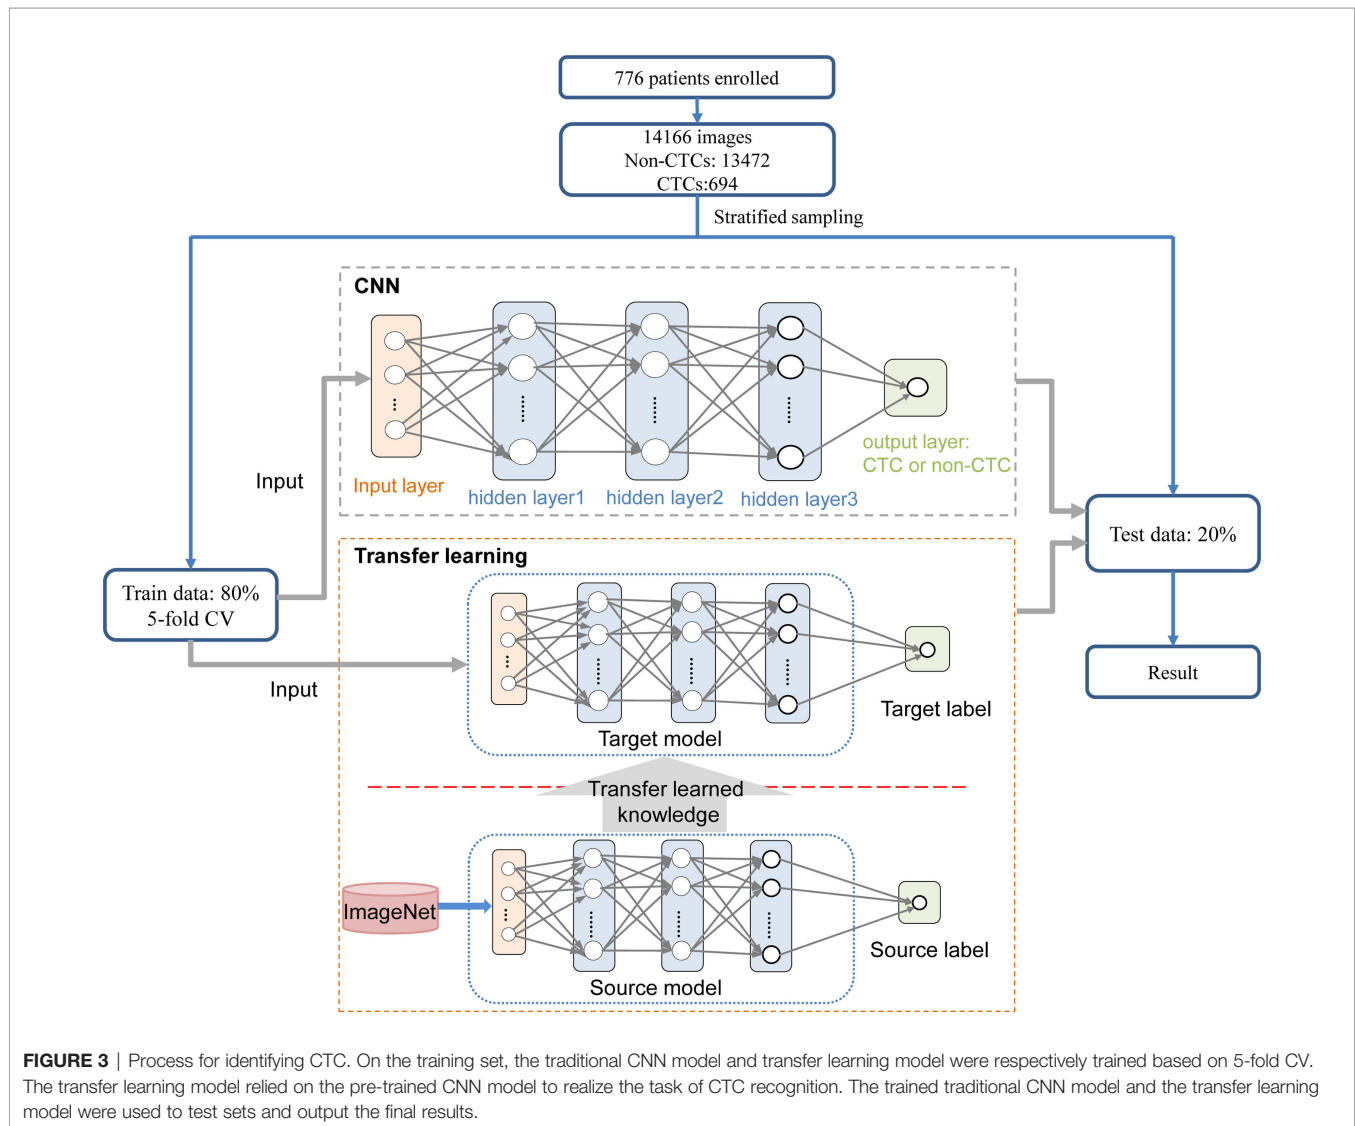 776 patients enrolled
14166 images
Non-CTCs: 13472
CTCs:694
Stratified sampling
CNN
Input layer
hidden layer1
hidden layer2
hidden layer3
output layer:
CTC or non-CTC
Input
Train data: 80%
5-fold CV
Input
Test data: 20%
Result
Transfer learning
Target model
Target label
Transfer learned
knowledge
ImageNet
Source model
Source label
FIGURE 3 | Process for identifying CTC. On the training set, the traditional CNN model and transfer learning model were respectively trained based on 5-fold CV.
The transfer learning model relied on the pre-trained CNN model to realize the task of CTC recognition. The trained traditional CNN model and the transfer learning
model were used to test sets and output the final results.